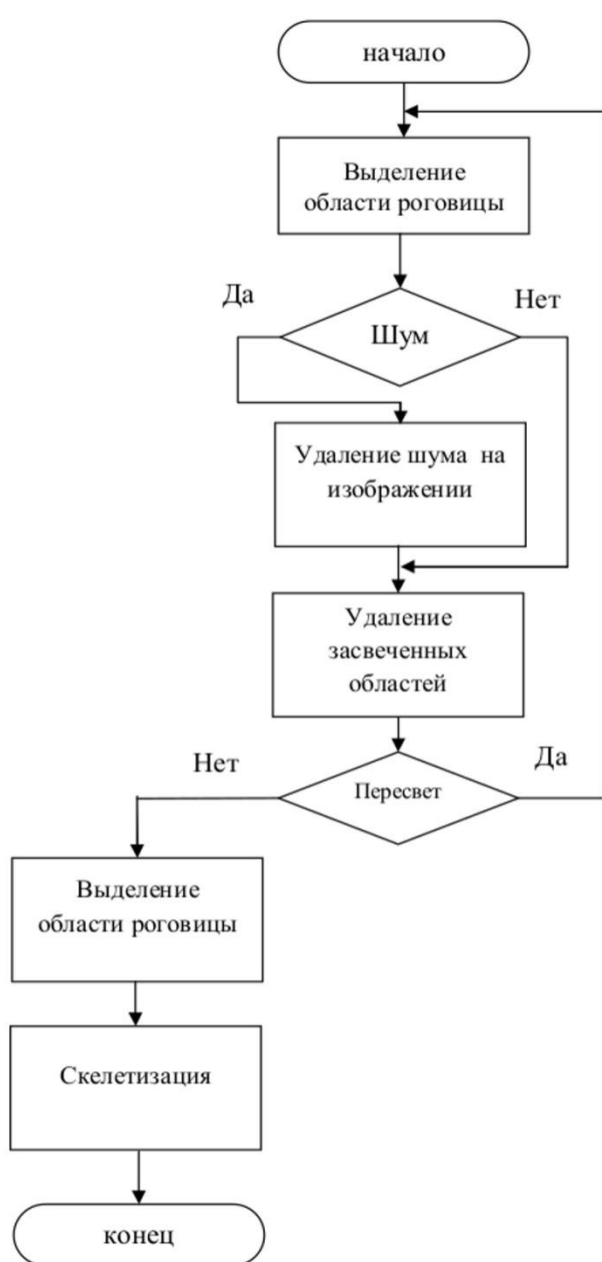 начало
Выделение
области роговицы
Да
Нет
Шум
Удаление шума на
изображении
Удаление
засвеченных
областей
Нет
Да
Пересвет
Выделение
области роговицы
Скелетизация
конец